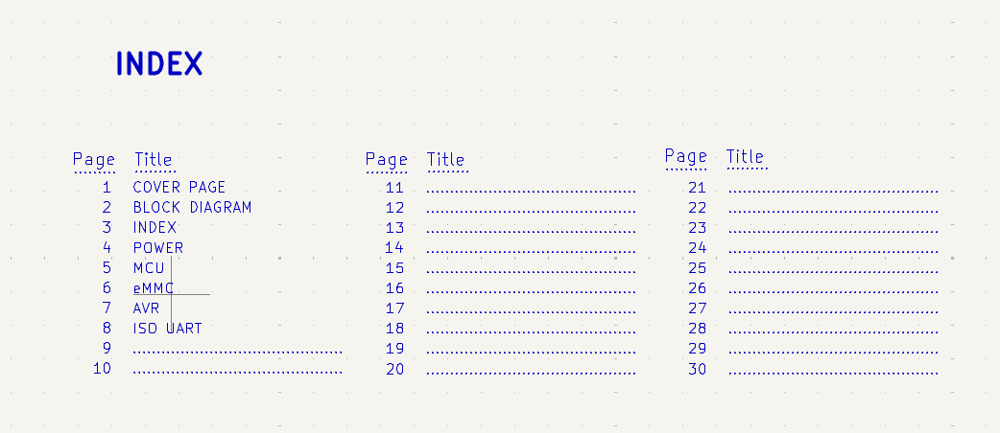 INDEX
Page Title
1 COVER PAGE
2 BLOCK DIAGRAM
3 INDEX
4 POWER
5 MCU
6 eMMC
7 AVR
8 ISO UART
9 ............................................
10 ............................................
Page Title
11 ............................................
12 ............................................
13 ............................................
14 ............................................
15 ............................................
16 ............................................
17 ............................................
18 ............................................
19 ............................................
20 ............................................
Page Title
21 ............................................
22 ............................................
23 ............................................
24 ............................................
25 ............................................
26 ............................................
27 ............................................
28 ............................................
29 ............................................
30 ............................................